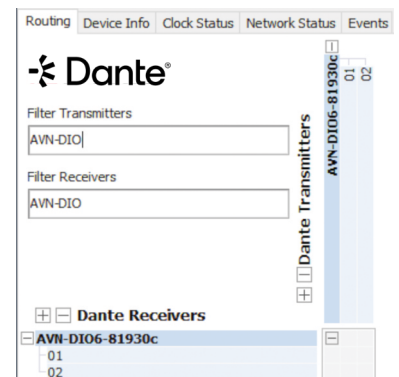 Routing Device Info Clock Status Network Status Events
Dante®
Filter Transmitters
AVN-DIO
Filter Receivers
AVN-DIO
Dante Transmitters
AVN-DIO6-81930c
01
02
Dante Receivers
AVN-DIO6-81930c
01
02